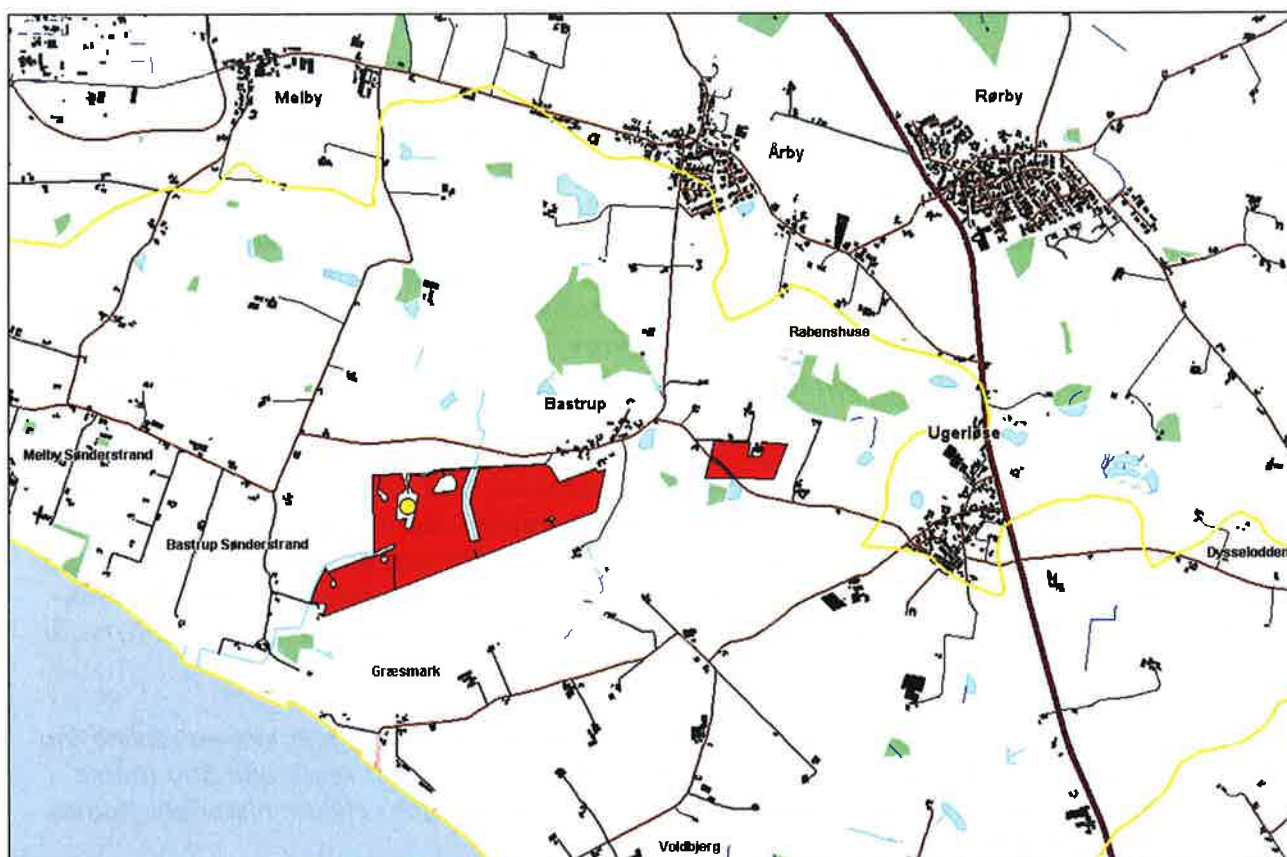 Melby
Rørby
Årby
Rabenshuse
Bastrup
Ugerløse
Melby Sønderstrand
Bastrup Sønderstrand
Dysselodden
Græsmark
Voldbjerg